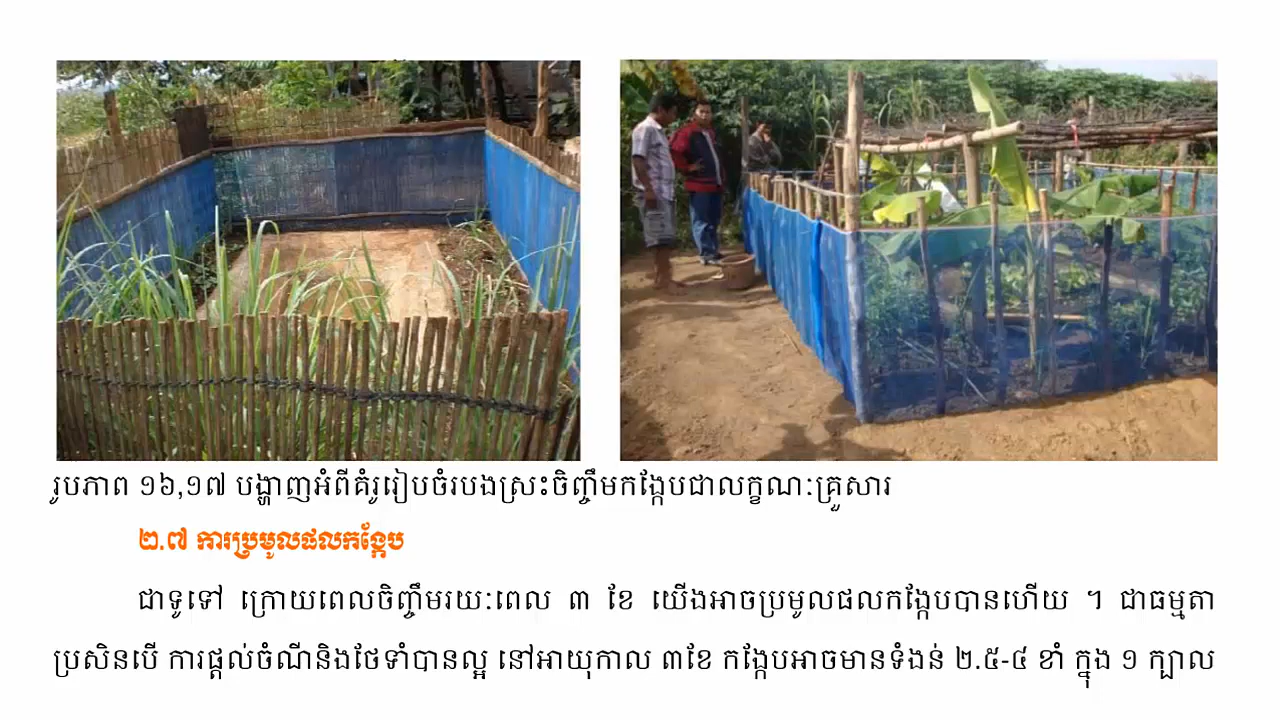 រូបភាព ១៦,១៧ បង្ហាញអំពីគំរូរៀបចំរបងស្រះចិញ្ចឹមកង្កែបជាលក្ខណៈគ្រួសារ
២.៧ ការប្រមូលផលកង្កែប
ជាទូទៅ ក្រោយពេលចិញ្ចឹមរយៈពេល ៣ ខែ យើងអាចប្រមូលផលកង្កែបបានហើយ ។ ជាធម្មតា
ប្រសិនបើ ការផ្តល់ចំណីនិងថែទាំបានល្អ នៅអាយុកាល ៣ខែ កង្កែបអាចមានទំងន់ ២.៥-៤ ខាំ ក្នុង ១ ក្បាល